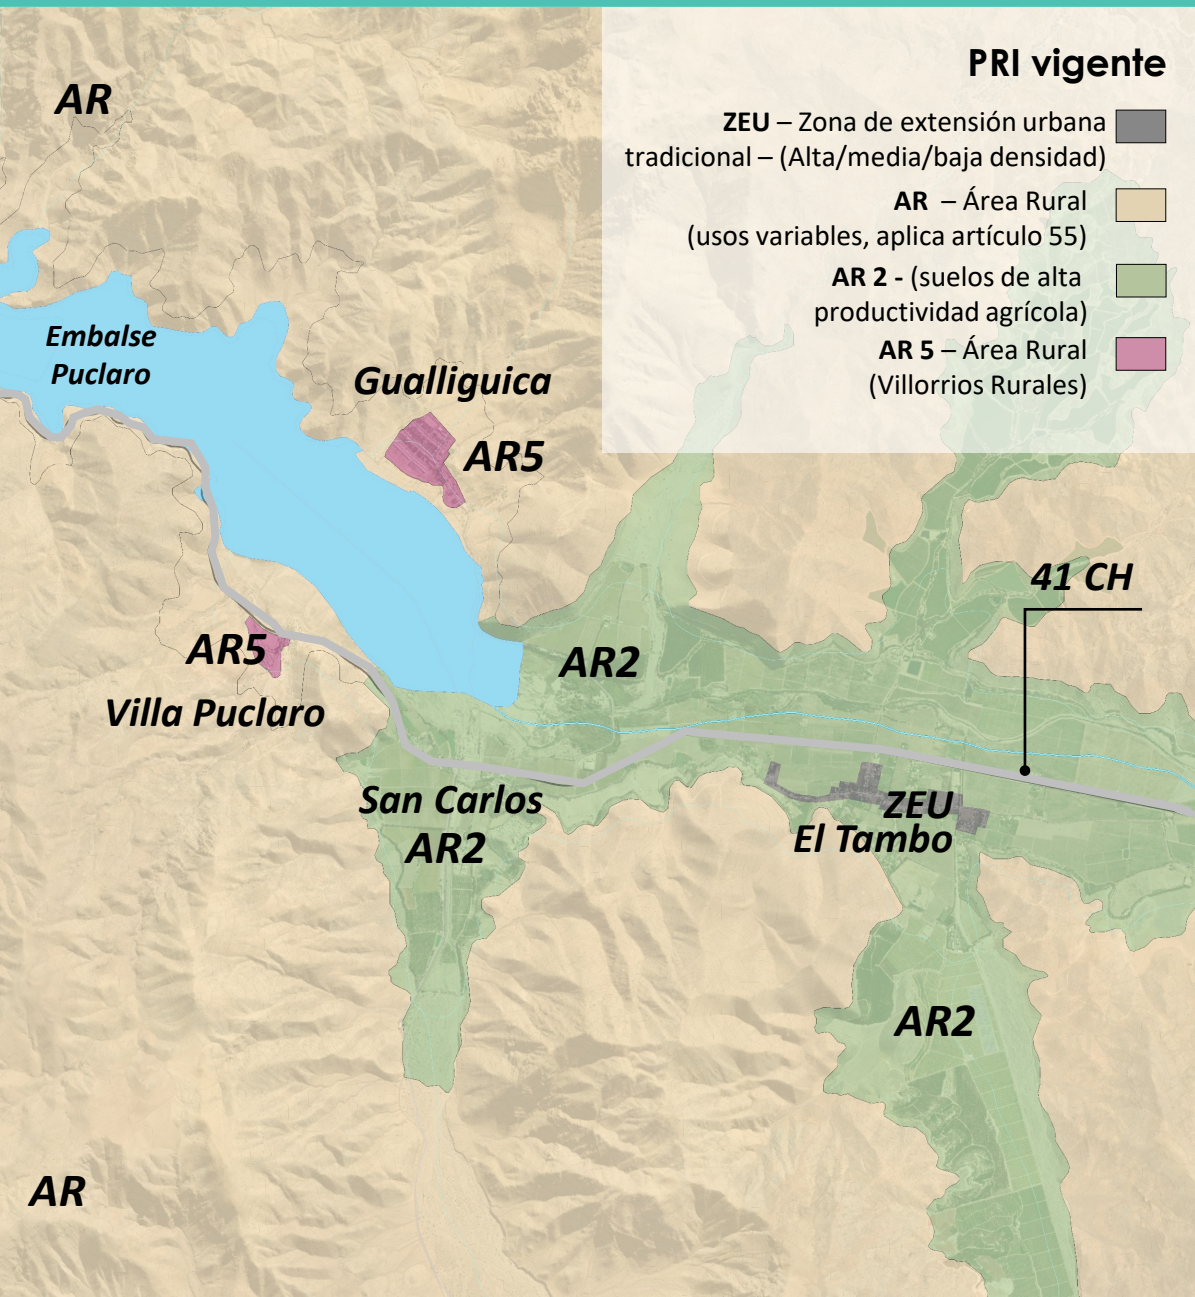 PRI vigente
ZEU – Zona de extensión urbana
tradicional – (Alta/media/baja densidad)
AR – Área Rural
(usos variables, aplica artículo 55)
AR 2 - (suelos de alta
productividad agrícola)
AR 5 – Área Rural
(Villorrios Rurales)
AR
Embalse
Puclaro
Gualliguica
AR5
41 CH
AR5
AR2
Villa Puclaro
San Carlos
AR2
ZEU
El Tambo
AR2
AR